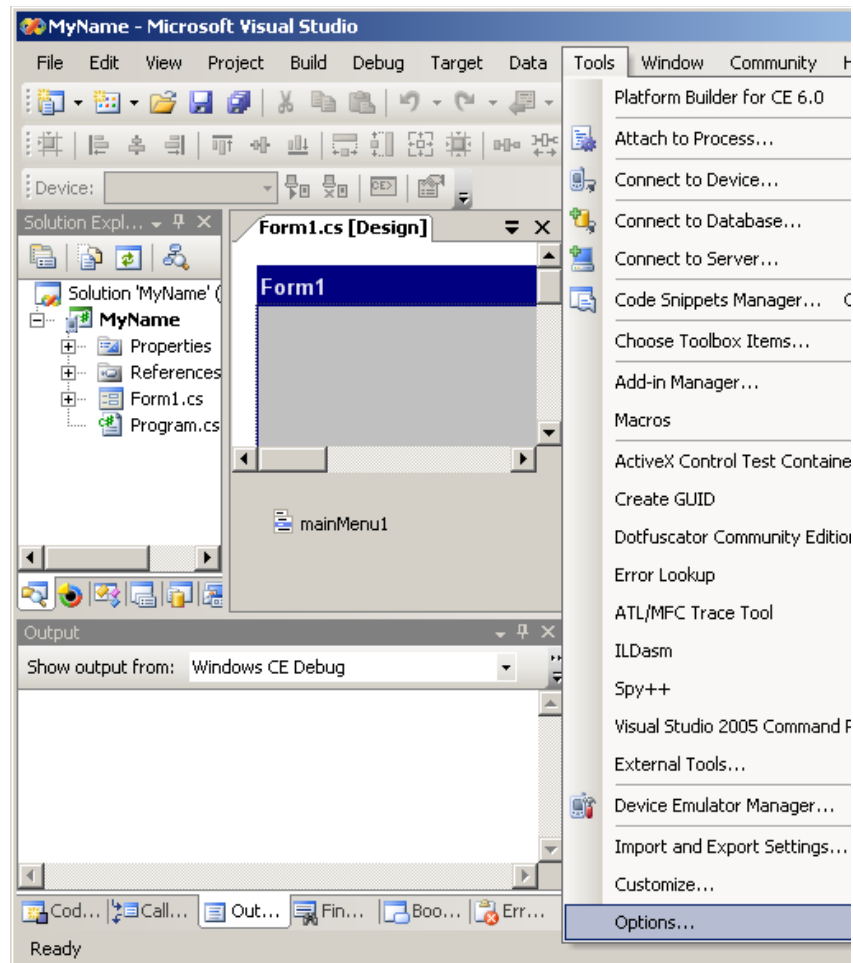 MyName - Microsoft Visual Studio
File Edit View Project Build Debug Target Data Tools Window Community H
Device:
CE>
Solution Expl...
Form1.cs [Design]
Solution 'MyName' (
MyName
Properties
References
Form1.cs
Program.cs
Form1
mainMenu1
Platform Builder for CE 6.0
Attach to Process...
Connect to Device...
Connect to Database...
Connect to Server...
Code Snippets Manager... C
Choose Toolbox Items...
Add-in Manager...
Macros
ActiveX Control Test Containe
Create GUID
Dotfuscator Community Edition
Error Lookup
ATL/MFC Trace Tool
ILDasm
Spy++
Visual Studio 2005 Command P
External Tools...
Device Emulator Manager...
Import and Export Settings...
Customize...
Options...
Output
Show output from: Windows CE Debug
Cod... Call... Out... Fin... Boo... Err...
Ready